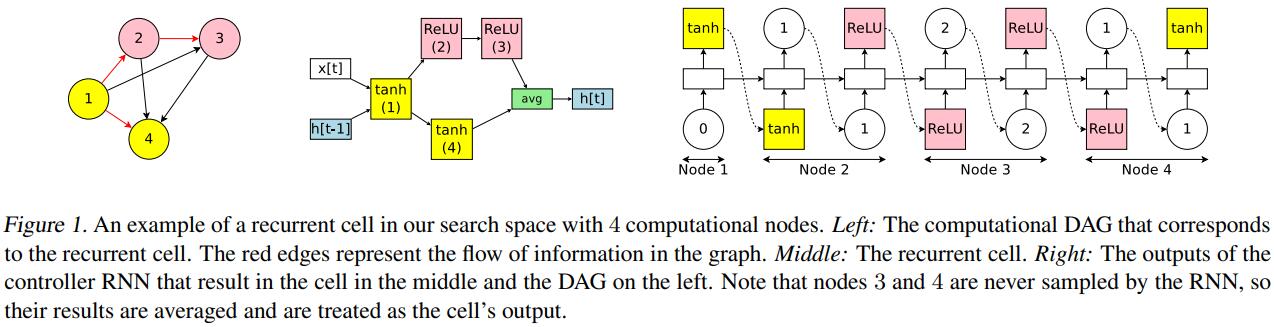 1
2
3
4
x[t]
h[t-1]
tanh
(1)
ReLU
(2)
ReLU
(3)
tanh
(4)
avg
h[t]
tanh
1
ReLU
2
ReLU
1
tanh
0
tanh
1
ReLU
2
ReLU
1
Node 1
Node 2
Node 3
Node 4
Figure 1. An example of a recurrent cell in our search space with 4 computational nodes. Left: The computational DAG that corresponds
to the recurrent cell. The red edges represent the flow of information in the graph. Middle: The recurrent cell. Right: The outputs of the
controller RNN that result in the cell in the middle and the DAG on the left. Note that nodes 3 and 4 are never sampled by the RNN, so
their results are averaged and are treated as the cell's output.